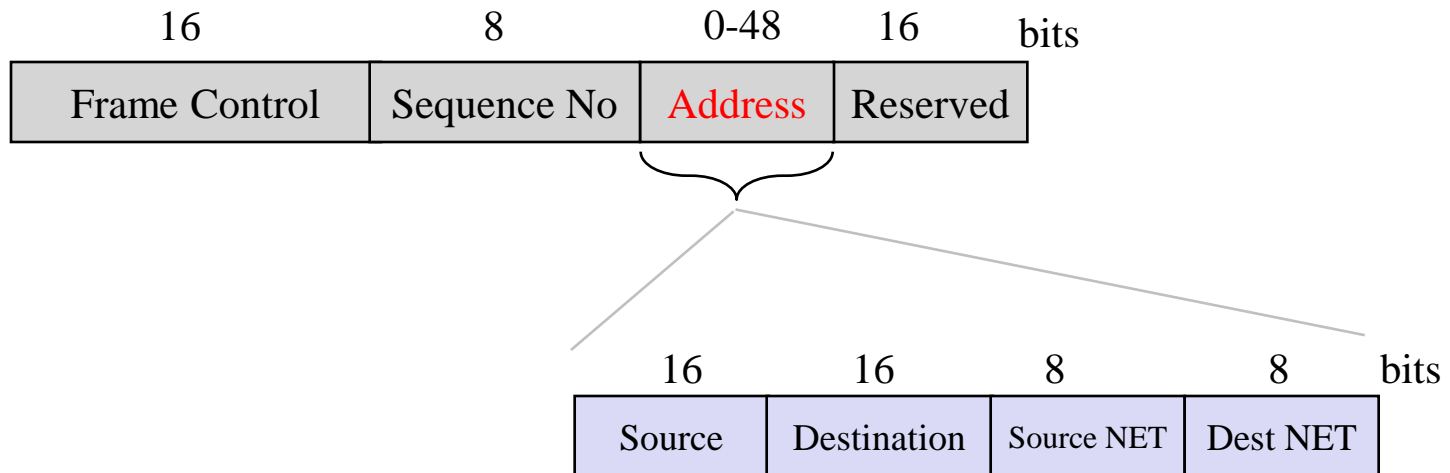 16 8 0-48 16 bits
Frame Control Sequence No Address Reserved
16 16 8 8 bits
Source Destination Source NET Dest NET